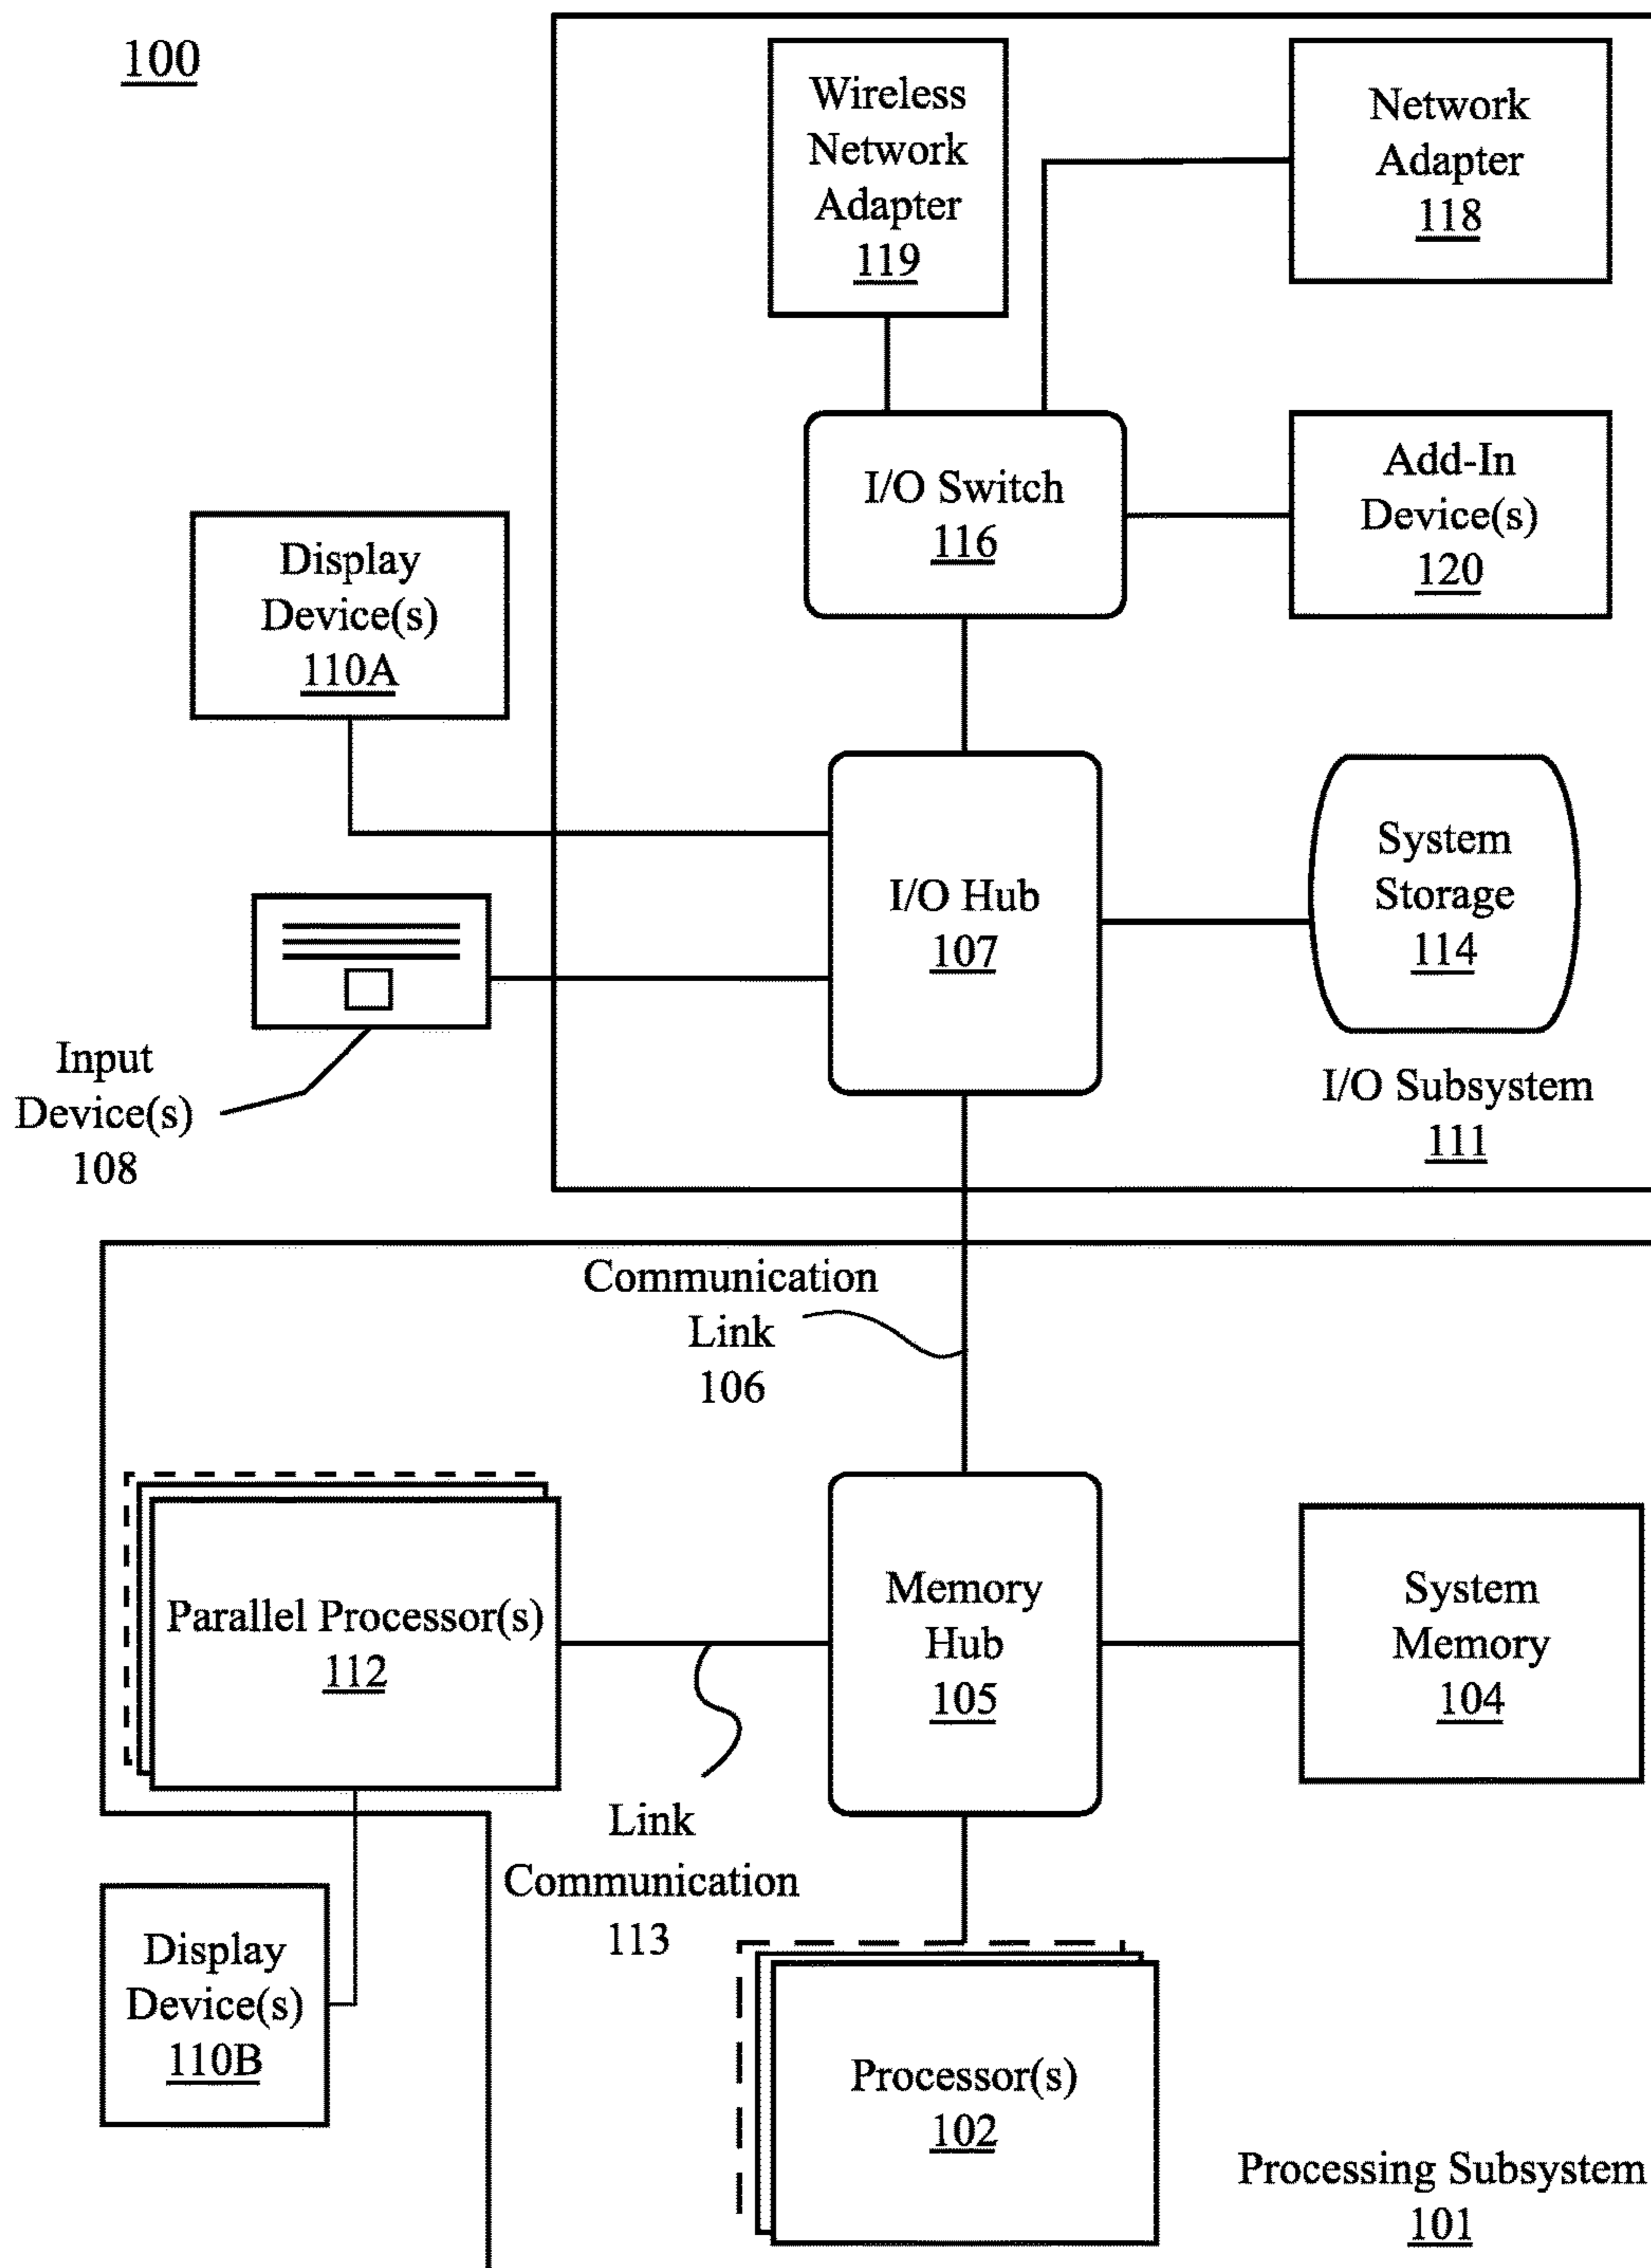 100
Wireless
Network
Adapter
119
Network
Adapter
118
I/O Switch
116
Add-In
Device(s)
120
Display
Device(s)
110A
I/O Hub
107
System
Storage
114
Input
Device(s)
108
I/O Subsystem
111
Communication
Link
106
Parallel Processor(s)
112
Memory
Hub
105
System
Memory
104
Link
Communication
113
Display
Device(s)
110B
Processor(s)
102
Processing Subsystem
101